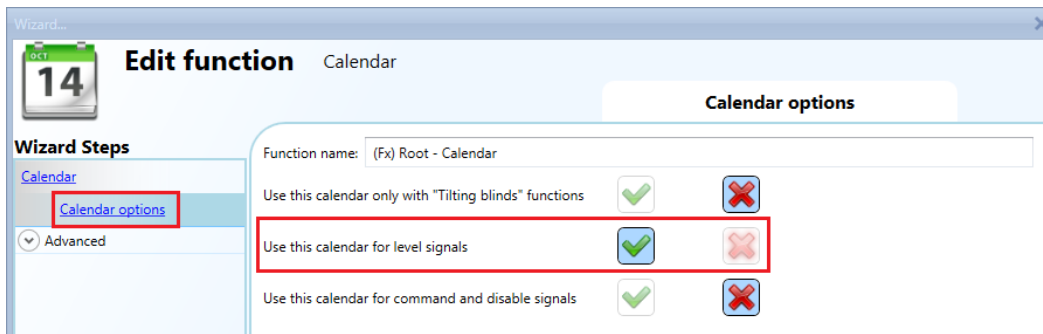 Wizard...
OCT
14
Edit function Calendar
Calendar options
Wizard Steps
Calendar
Calendar options
Advanced
Function name: (Fx) Root - Calendar
Use this calendar only with "Tilting blinds" functions
Use this calendar for level signals
Use this calendar for command and disable signals